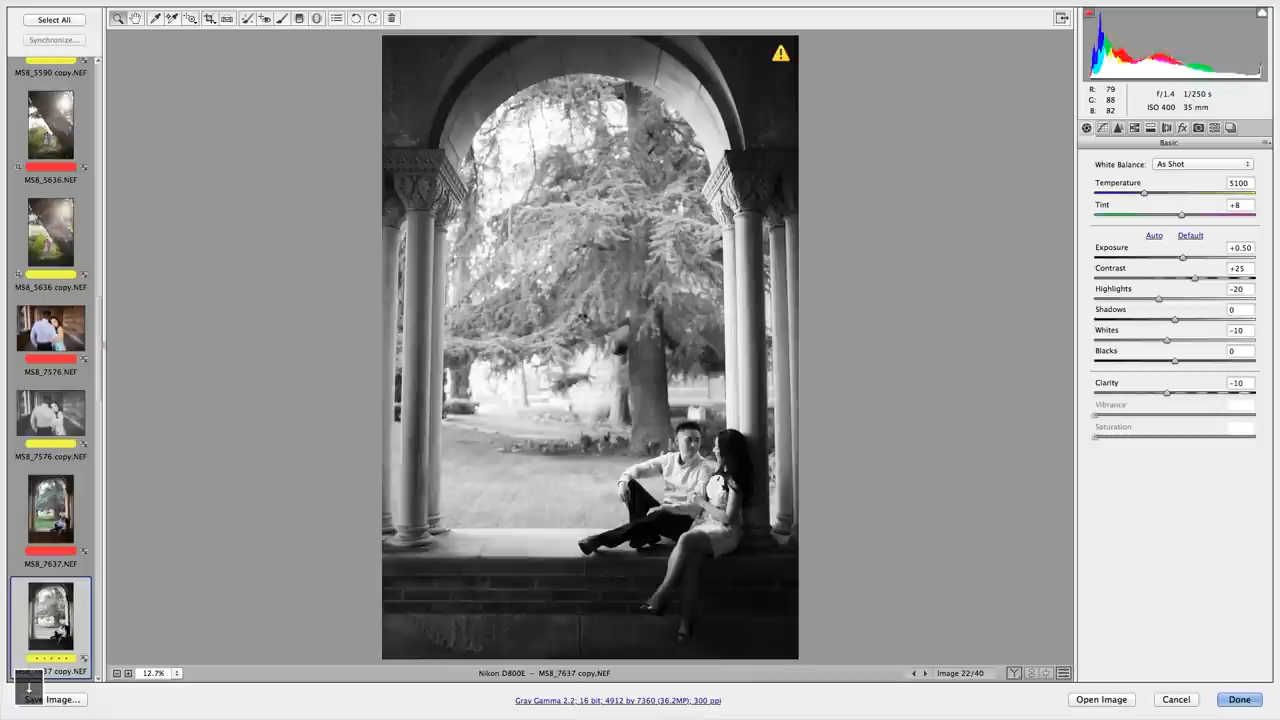 Select All
Synchronize...
MS8_5590 copy.NEF
MS8_5636.NEF
MS8_5636 copy.NEF
MS8_7576.NEF
MS8_7576 copy.NEF
MS8_7637.NEF
Save Image...
12.7%
Nikon D800E – MS8_7637 copy.NEF
Image 22/40
Gray Gamma 2.2; 16 bit; 4912 by 7360 (36.2MP); 300 ppi
Open Image
Cancel
Done
R: 79
G: 88
B: 82
f/1.4 1/250 s
ISO 400 35 mm
Basic
White Balance: As Shot
Temperature 5100
Tint +8
Auto Default
Exposure +0.50
Contrast +25
Highlights -20
Shadows 0
Whites -10
Blacks 0
Clarity -10
Vibrance
Saturation